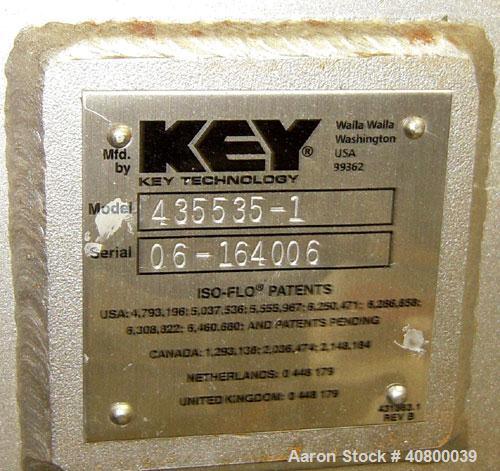 Mfd. by
KEY®
KEY TECHNOLOGY
Walla Walla
Washington
USA
99362
Model 435535-1
Serial 06-164006
ISO-FLO® PATENTS
USA: 4,793,196; 5,037,536; 5,555,967; 6,250,471; 6,286,658;
6,308,822; 6,460,680; AND PATENTS PENDING
CANADA: 1,293,136; 2,036,474; 2,148,184
NETHERLANDS: 0 448 179
UNITED KINGDOM: 0 448 179
REV B
Aaron Stock # 40800039